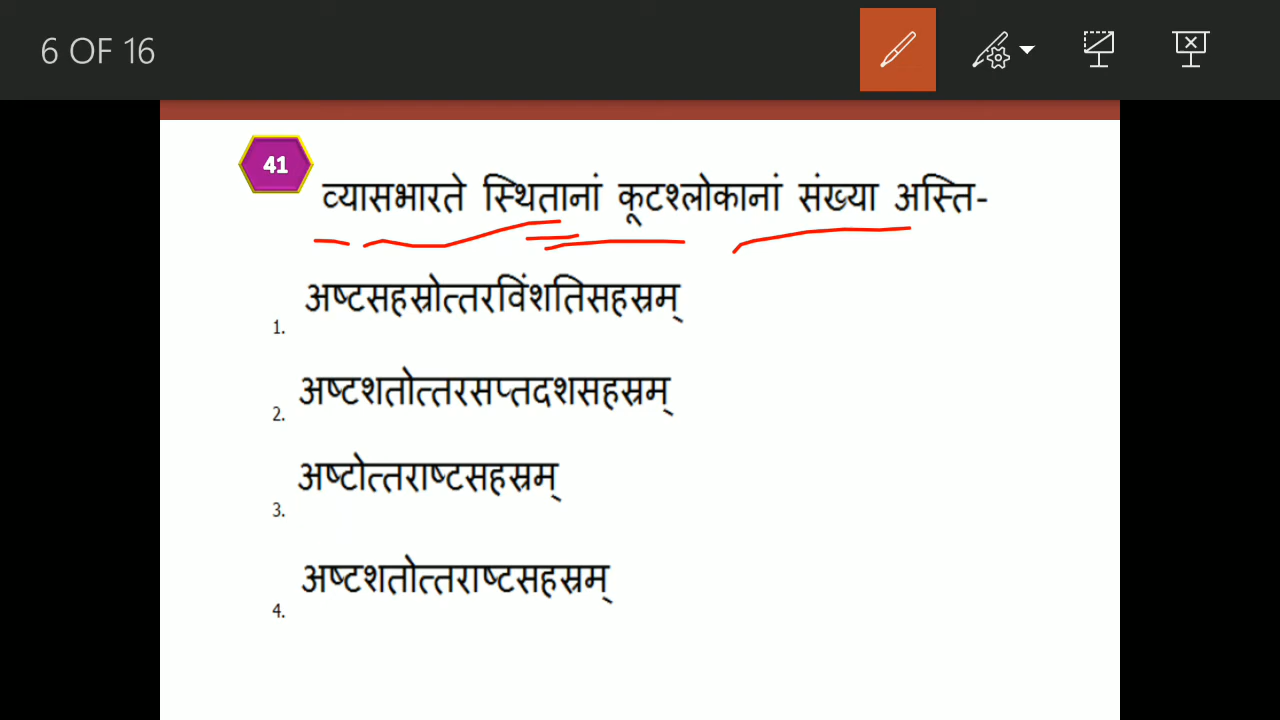 6 OF 16
41
व्यासभारते स्थितानां कूटश्लोकानां संख्या अस्ति-
1. अष्टसहस्रोत्तरविंशतिसहस्रम्
2. अष्टशतोत्तरसप्तदशसहस्रम्
3. अष्टोत्तराष्टसहस्रम्
4. अष्टशतोत्तराष्टसहस्रम्